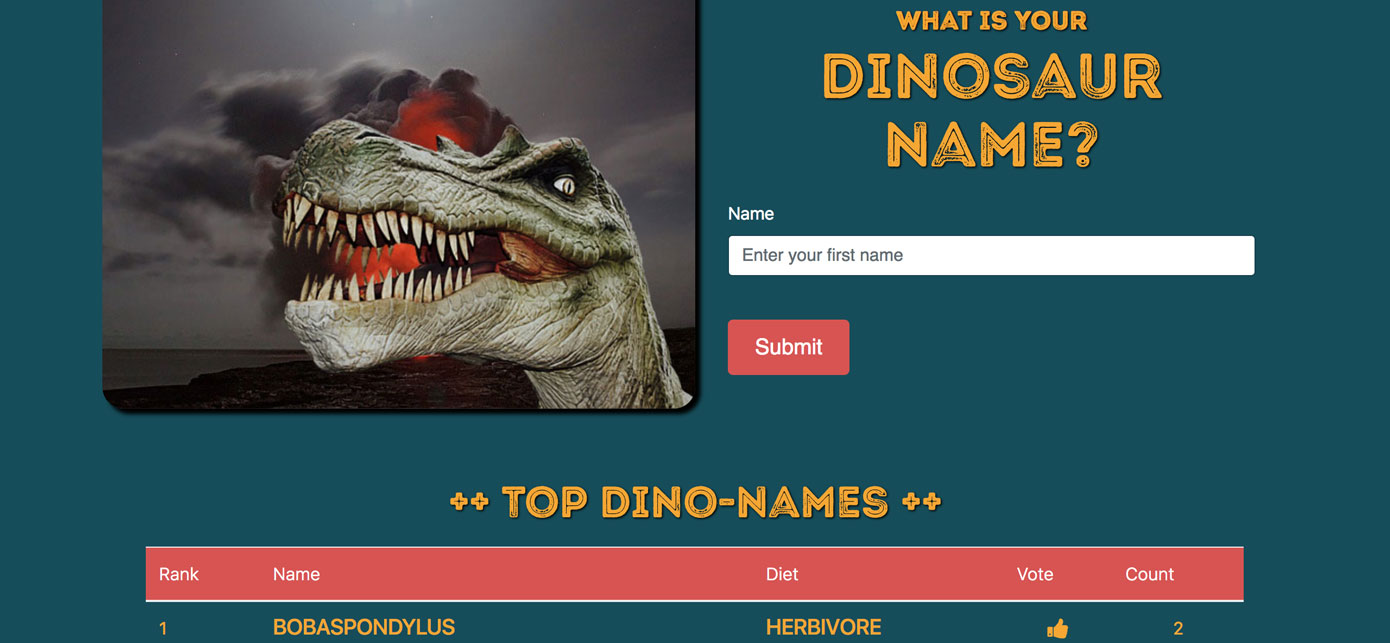 WHAT IS YOUR
DINOSAUR
NAME?
Name
Enter your first name
Submit
++ TOP DINO-NAMES ++
Rank Name Diet Vote Count
1 BOBASPONDYLUS HERBIVORE 2